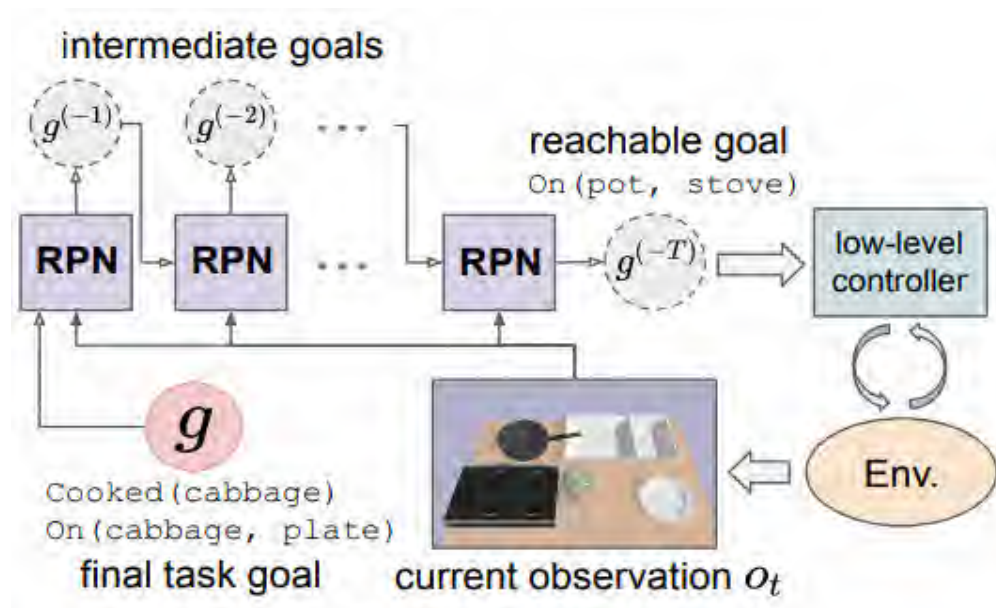 intermediate goals
g^(-1)
g^(-2)
...
reachable goal
On(pot, stove)
RPN
RPN
...
RPN
g^(-T)
low-level
controller
g
Env.
Cooked(cabbage)
On(cabbage, plate)
final task goal
current observation o_t